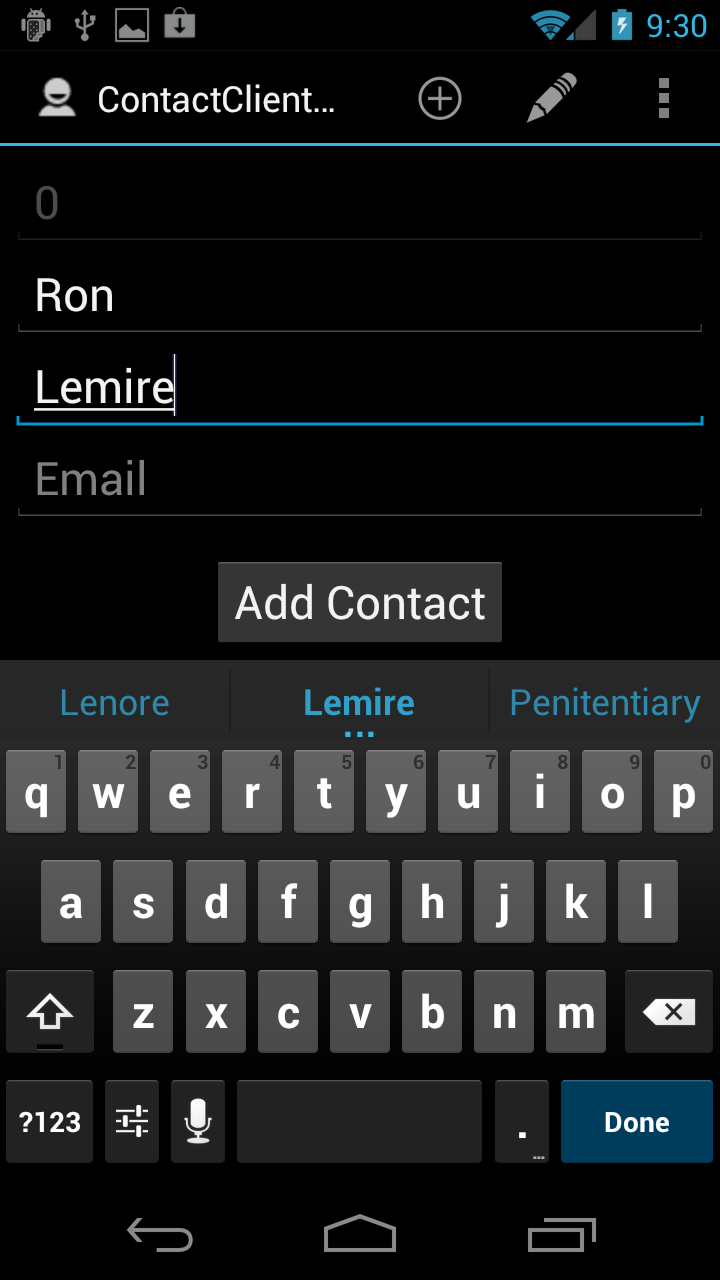 9:30
ContactClient...
0
Ron
Lemire
Email
Add Contact
Lenore Lemire Penitentiary
...
1 2 3 4 5 6 7 8 9 0
q w e r t y u i o p
a s d f g h j k l
z x c v b n m
?123 . ... Done